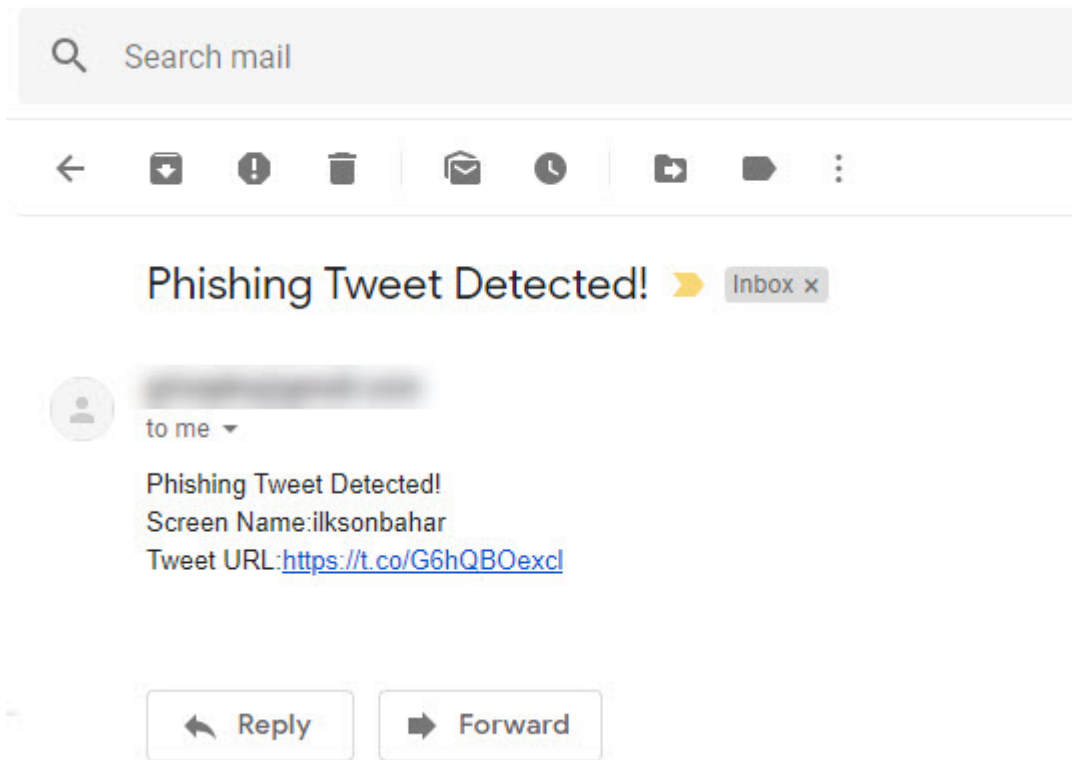 Search mail
Phishing Tweet Detected! Inbox x
to me
Phishing Tweet Detected!
Screen Name:ilksonbahar
Tweet URL:https://t.co/G6hQBOexcl
Reply Forward